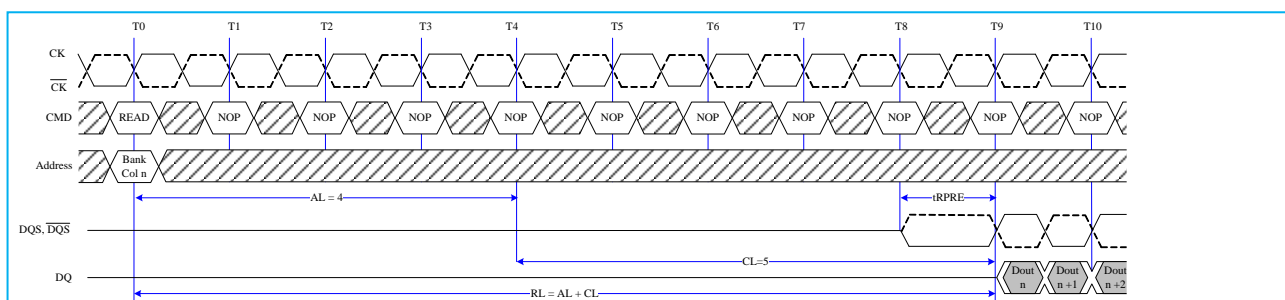 T0 T1 T2 T3 T4 T5 T6 T7 T8 T9 T10
CK
CK
CMD READ NOP NOP NOP NOP NOP NOP NOP NOP NOP NOP
Address Bank
Col n
AL = 4 tRPRE
DQS, DQS
CL=5
DQ Dout
n Dout
n +1 Dout
n +2
RL = AL + CL